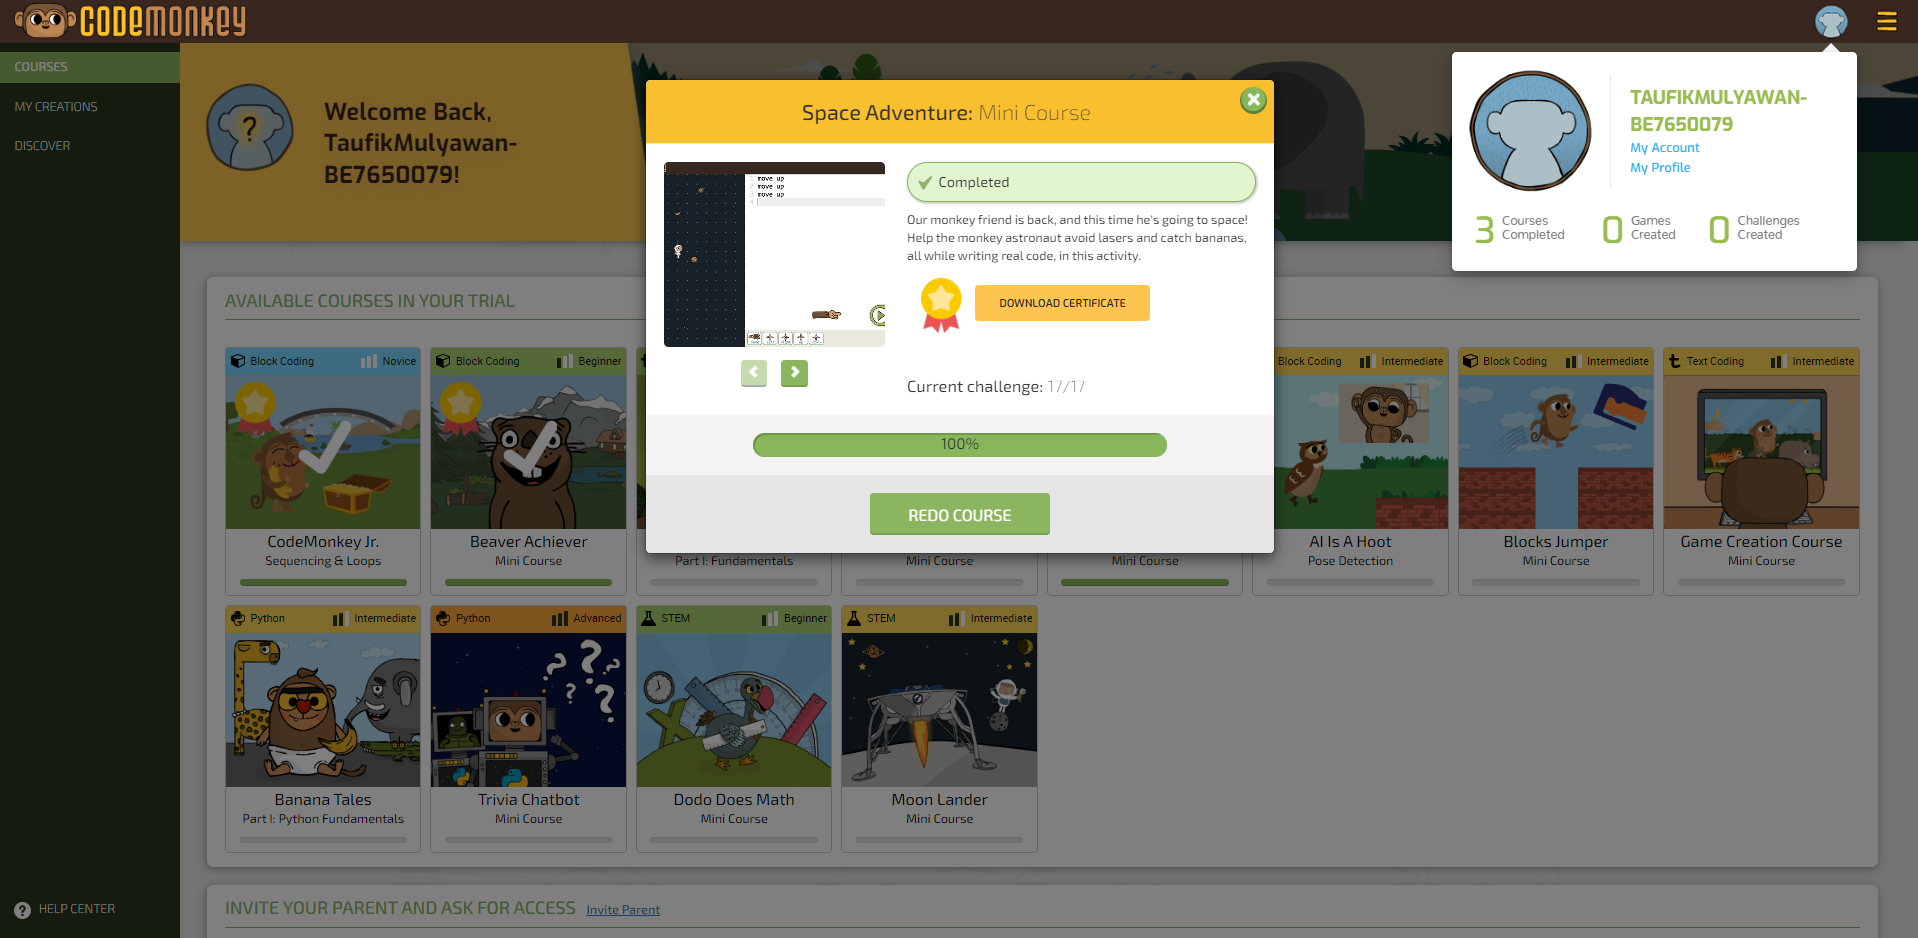 CODEMONKEY
COURSES
MY CREATIONS
DISCOVER
HELP CENTER
Welcome Back,
TaufikMulyawan-
BE7650079!
TAUFIKMULYAWAN-
BE7650079
My Account
My Profile
3 Courses
Completed
0 Games
Created
0 Challenges
Created
Space Adventure: Mini Course
1 move up
2 move up
3 move up
4
Completed
Our monkey friend is back, and this time he's going to space!
Help the monkey astronaut avoid lasers and catch bananas,
all while writing real code, in this activity.
DOWNLOAD CERTIFICATE
Current challenge: 17/17
100%
REDO COURSE
AVAILABLE COURSES IN YOUR TRIAL
Block Coding Novice
CodeMonkey Jr.
Sequencing & Loops
Block Coding Beginner
Beaver Achiever
Mini Course
Part I: Fundamentals
Mini Course
Mini Course
Block Coding Intermediate
AI Is A Hoot
Pose Detection
Block Coding Intermediate
Blocks Jumper
Mini Course
Text Coding Intermediate
Game Creation Course
Mini Course
Python Intermediate
Banana Tales
Part I: Python Fundamentals
Python Advanced
Trivia Chatbot
Mini Course
STEM Beginner
Dodo Does Math
Mini Course
STEM Intermediate
Moon Lander
Mini Course
INVITE YOUR PARENT AND ASK FOR ACCESS Invite Parent